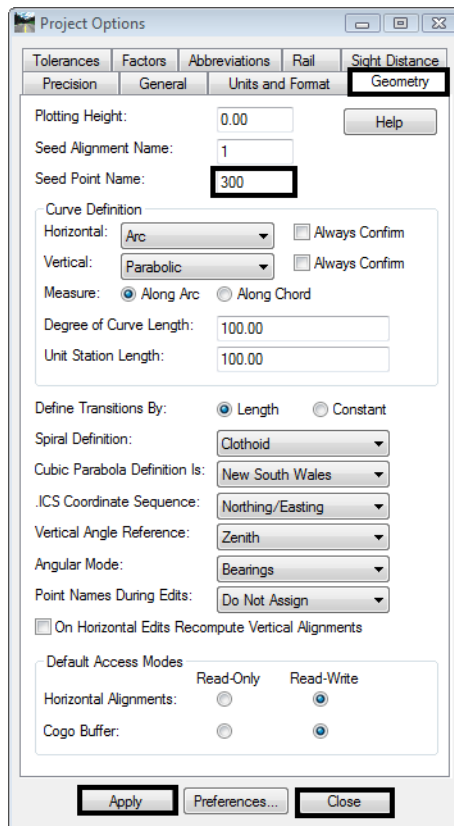 Project Options
Tolerances Factors Abbreviations Rail Sight Distance
Precision General Units and Format Geometry
Plotting Height: 0.00 Help
Seed Alignment Name: 1
Seed Point Name: 300
Curve Definition
Horizontal: Arc Always Confirm
Vertical: Parabolic Always Confirm
Measure: Along Arc Along Chord
Degree of Curve Length: 100.00
Unit Station Length: 100.00
Define Transitions By: Length Constant
Spiral Definition: Clothoid
Cubic Parabola Definition Is: New South Wales
.ICS Coordinate Sequence: Northing/Easting
Vertical Angle Reference: Zenith
Angular Mode: Bearings
Point Names During Edits: Do Not Assign
On Horizontal Edits Recompute Vertical Alignments
Default Access Modes
Read-Only Read-Write
Horizontal Alignments:
Cogo Buffer:
Apply Preferences... Close